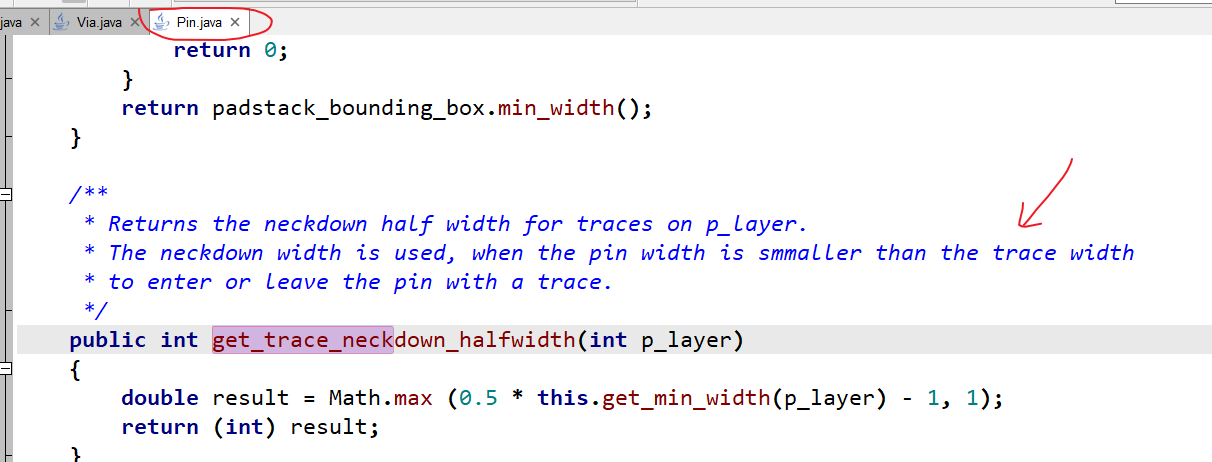 java Via.java Pin.java
return 0;
}
return padstack_bounding_box.min_width();
}
/**
* Returns the neckdown half width for traces on p_layer.
* The neckdown width is used, when the pin width is smmaller than the trace width
* to enter or leave the pin with a trace.
*/
public int get_trace_neckdown_halfwidth(int p_layer)
{
double result = Math.max (0.5 * this.get_min_width(p_layer) - 1, 1);
return (int) result;
}